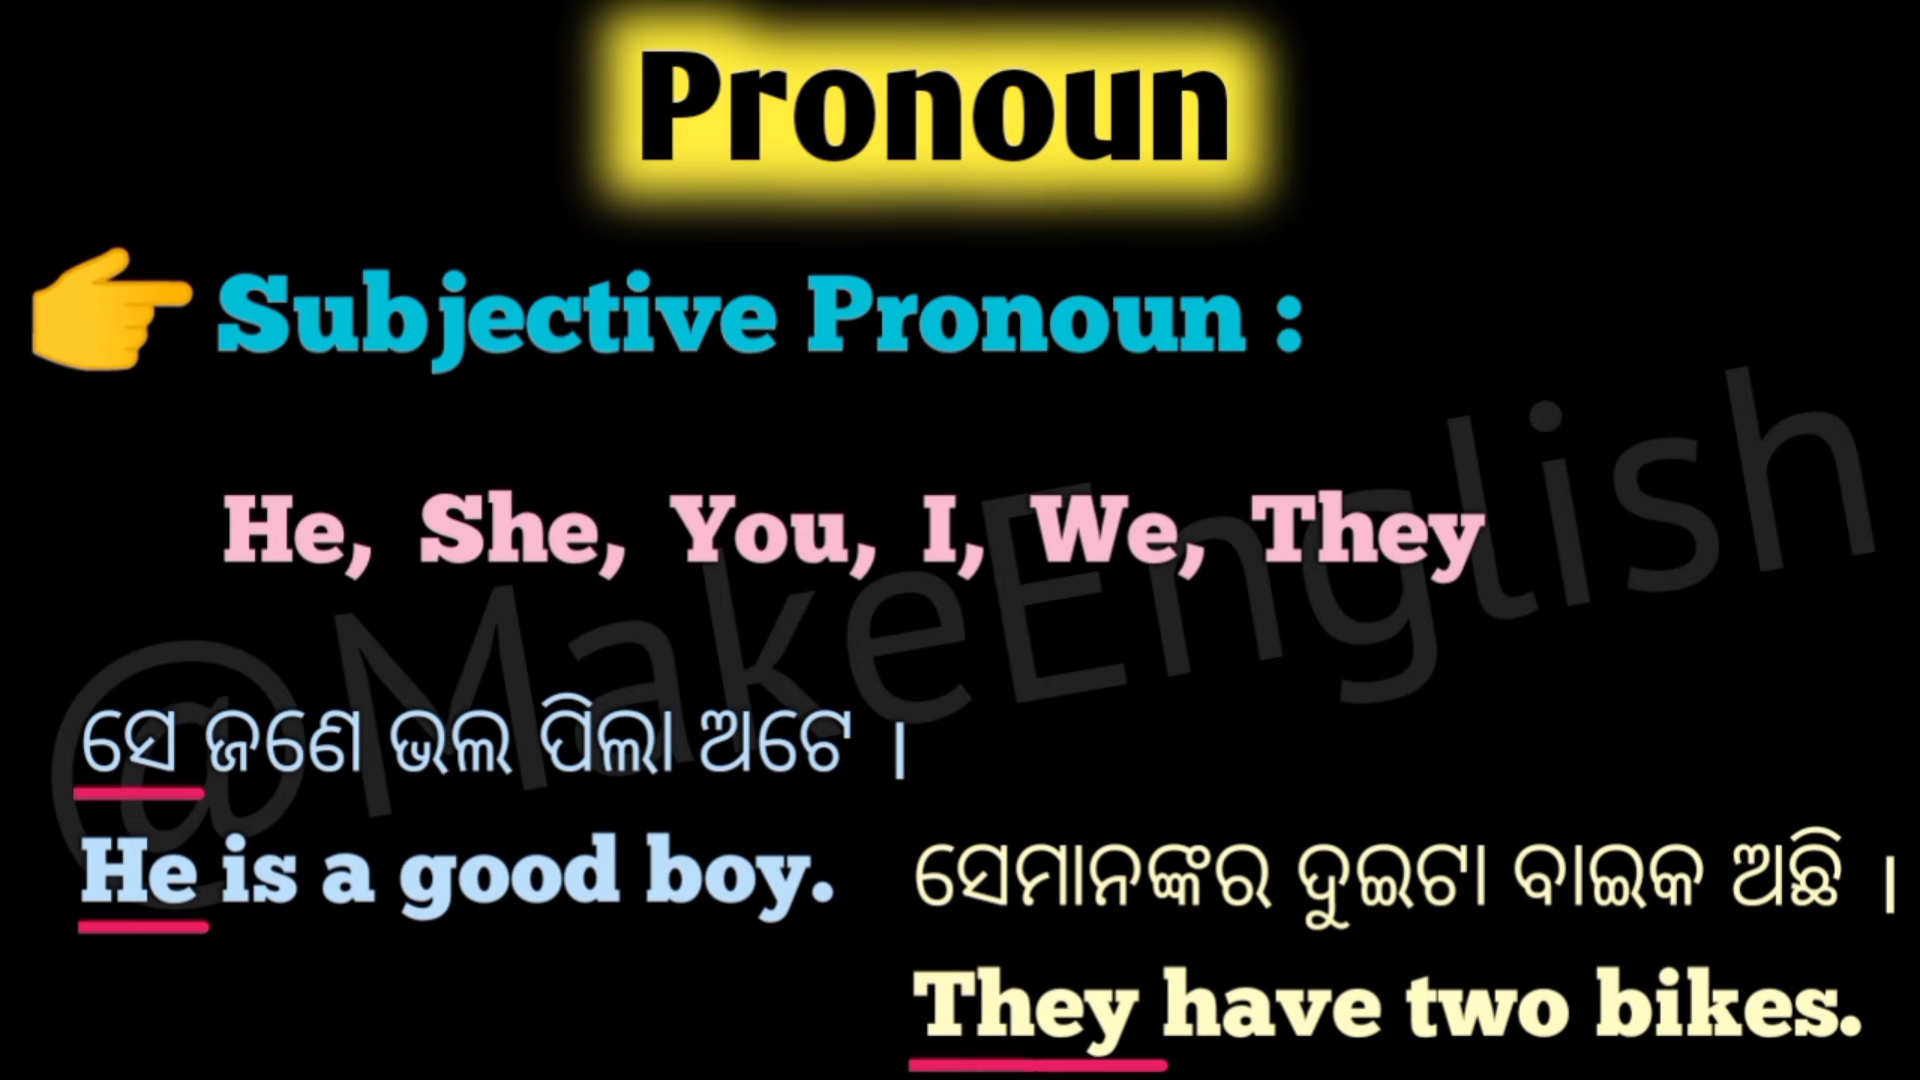 Pronoun
Subjective Pronoun :
He, She, You, I, We, They
@MakeEnglish
ସେ ଜଣେ ଭଲ ପିଲା ଅଟେ ।
He is a good boy.
ସେମାନଙ୍କର ଦୁଇଟା ବାଇକ ଅଛି ।
They have two bikes.